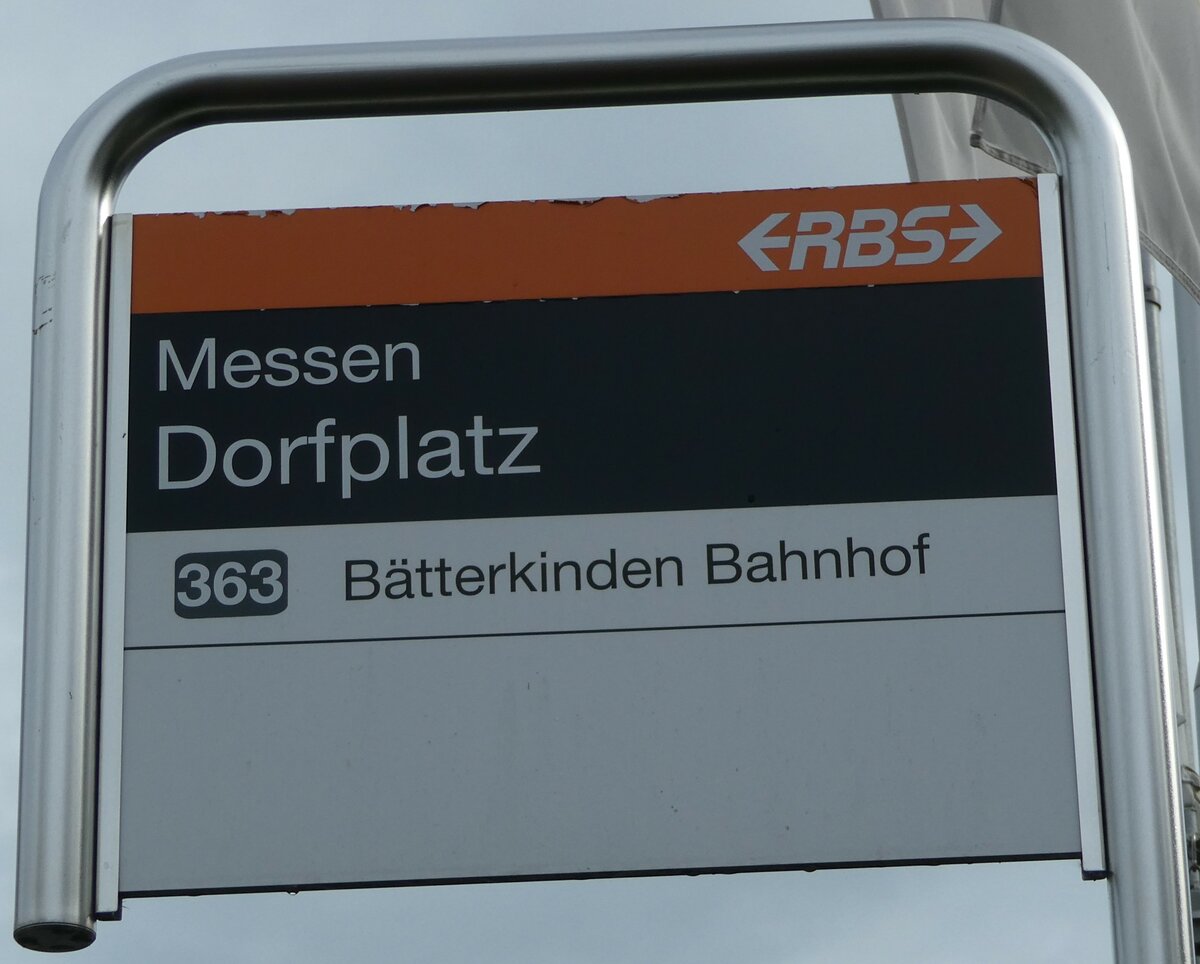 RBS
Messen
Dorfplatz
363 Bätterkinden Bahnhof